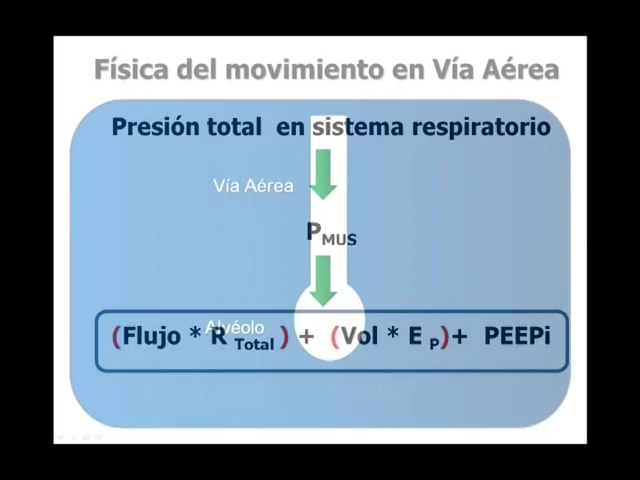 Física del movimiento en Vía Aérea
Presión total en sistema respiratorio
Vía Aérea
PMUS
Alvéolo
(Flujo * R Total ) + (Vol * E P)+ PEEPi